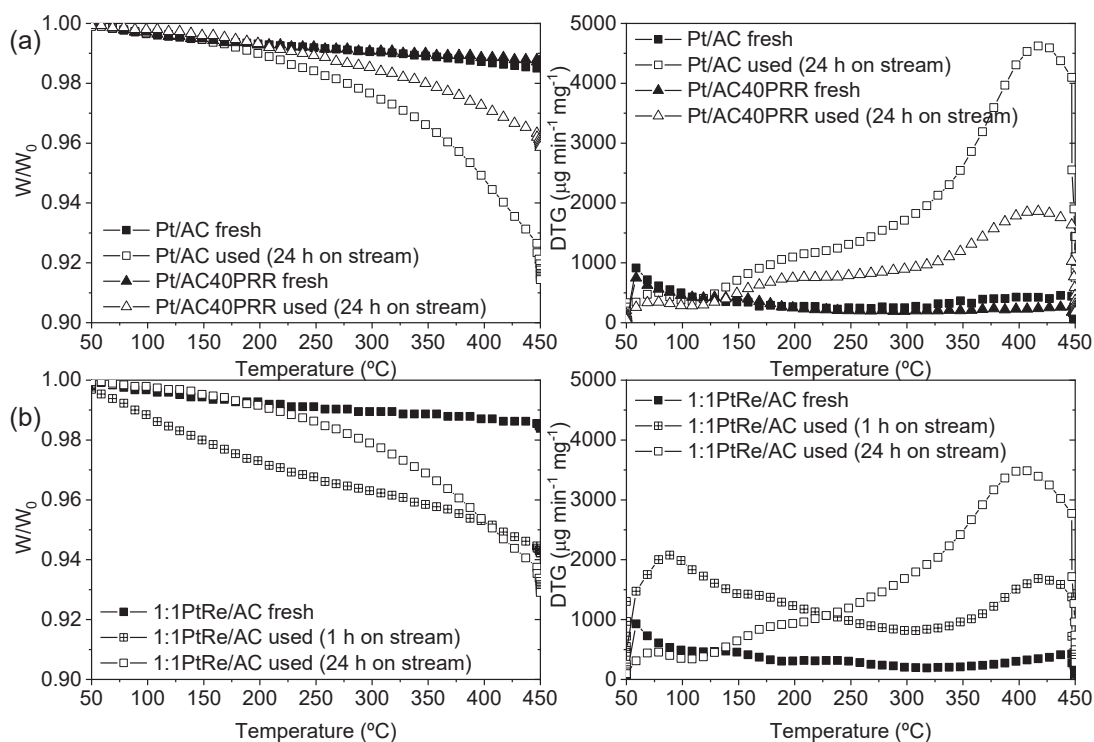 (a)
1.00
0.98
0.96
0.94
0.92
0.90
W/W0
Pt/AC fresh
Pt/AC used (24 h on stream)
Pt/AC40PRR fresh
Pt/AC40PRR used (24 h on stream)
50 100 150 200 250 300 350 400 450
Temperature (ºC)
5000
4000
3000
2000
1000
0
DTG (µg min-1 mg-1)
Pt/AC fresh
Pt/AC used (24 h on stream)
Pt/AC40PRR fresh
Pt/AC40PRR used (24 h on stream)
50 100 150 200 250 300 350 400 450
Temperature (ºC)
(b)
1.00
0.98
0.96
0.94
0.92
0.90
W/W0
1:1PtRe/AC fresh
1:1PtRe/AC used (1 h on stream)
1:1PtRe/AC used (24 h on stream)
50 100 150 200 250 300 350 400 450
Temperature (ºC)
5000
4000
3000
2000
1000
0
DTG (µg min-1 mg-1)
1:1PtRe/AC fresh
1:1PtRe/AC used (1 h on stream)
1:1PtRe/AC used (24 h on stream)
50 100 150 200 250 300 350 400 450
Temperature (ºC)